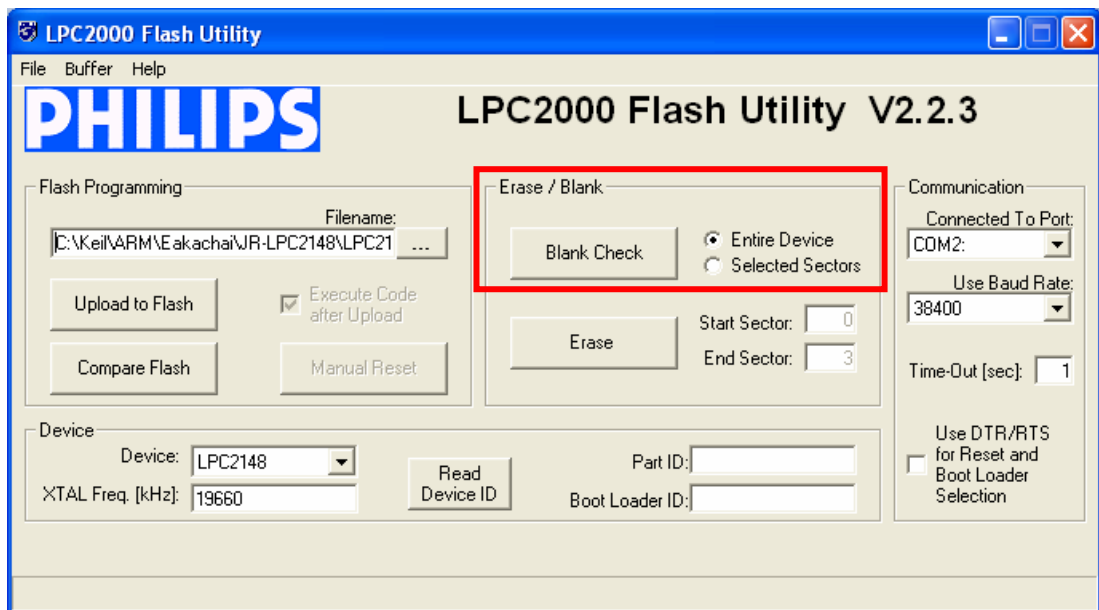 LPC2000 Flash Utility
File Buffer Help
PHILIPS
LPC2000 Flash Utility V2.2.3
Flash Programming
Filename:
C:\Keil\ARM\Eakachai\JR-LPC2148\LPC21 ...
Upload to Flash
Execute Code
after Upload
Compare Flash
Manual Reset
Erase / Blank
Blank Check
Entire Device
Selected Sectors
Erase
Start Sector: 0
End Sector: 3
Communication
Connected To Port:
COM2:
Use Baud Rate:
38400
Time-Out [sec]: 1
Use DTR/RTS
for Reset and
Boot Loader
Selection
Device
Device: LPC2148
XTAL Freq. [kHz]: 19660
Read
Device ID
Part ID:
Boot Loader ID: